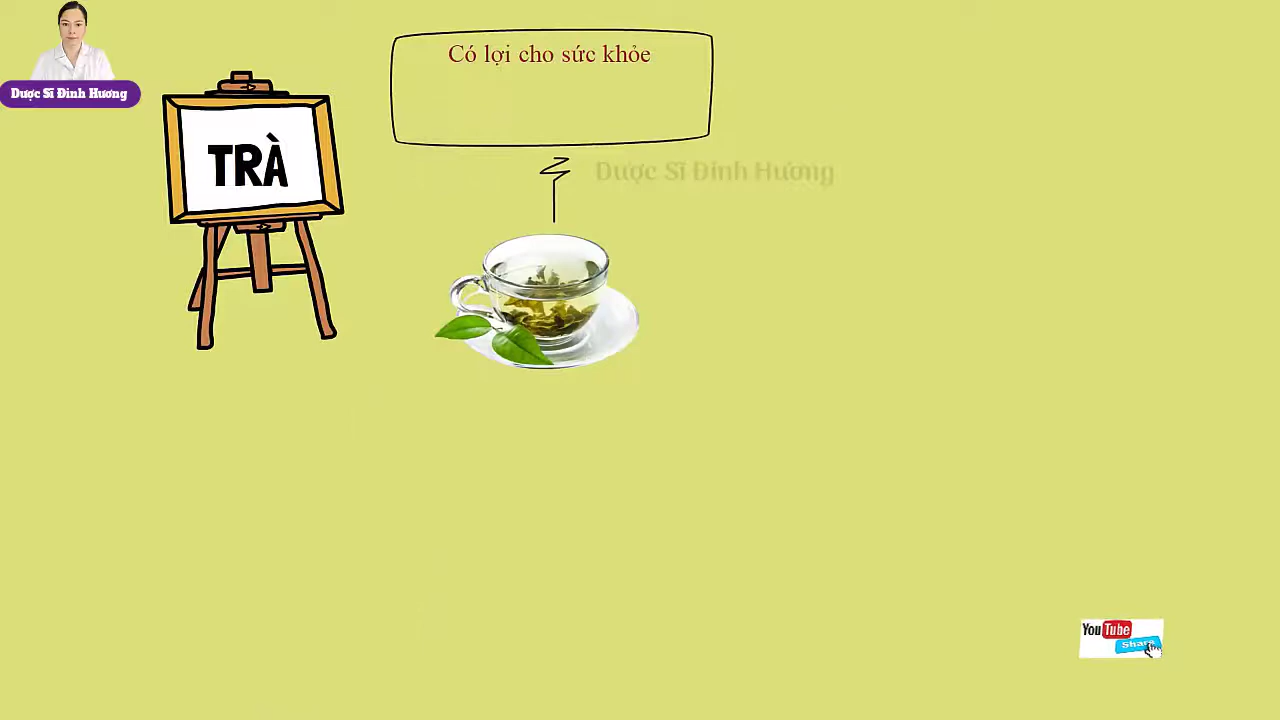 Dược Sĩ Đinh Hương
TRÀ
Có lợi cho sức khỏe
Dược Sĩ Đinh Hương
YouTube
Share